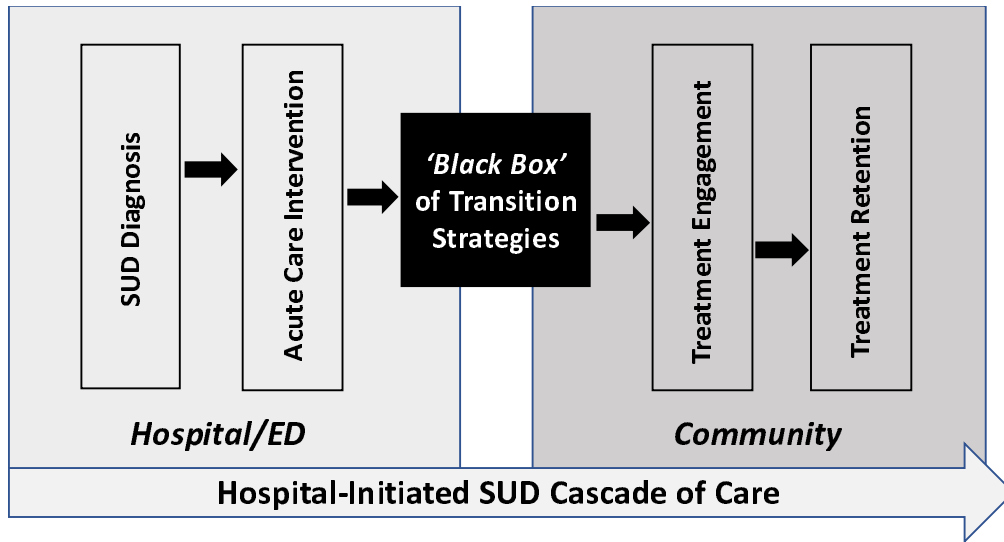 SUD Diagnosis
Acute Care Intervention
‘Black Box’
of Transition
Strategies
Treatment Engagement
Treatment Retention
Hospital/ED
Community
Hospital-Initiated SUD Cascade of Care